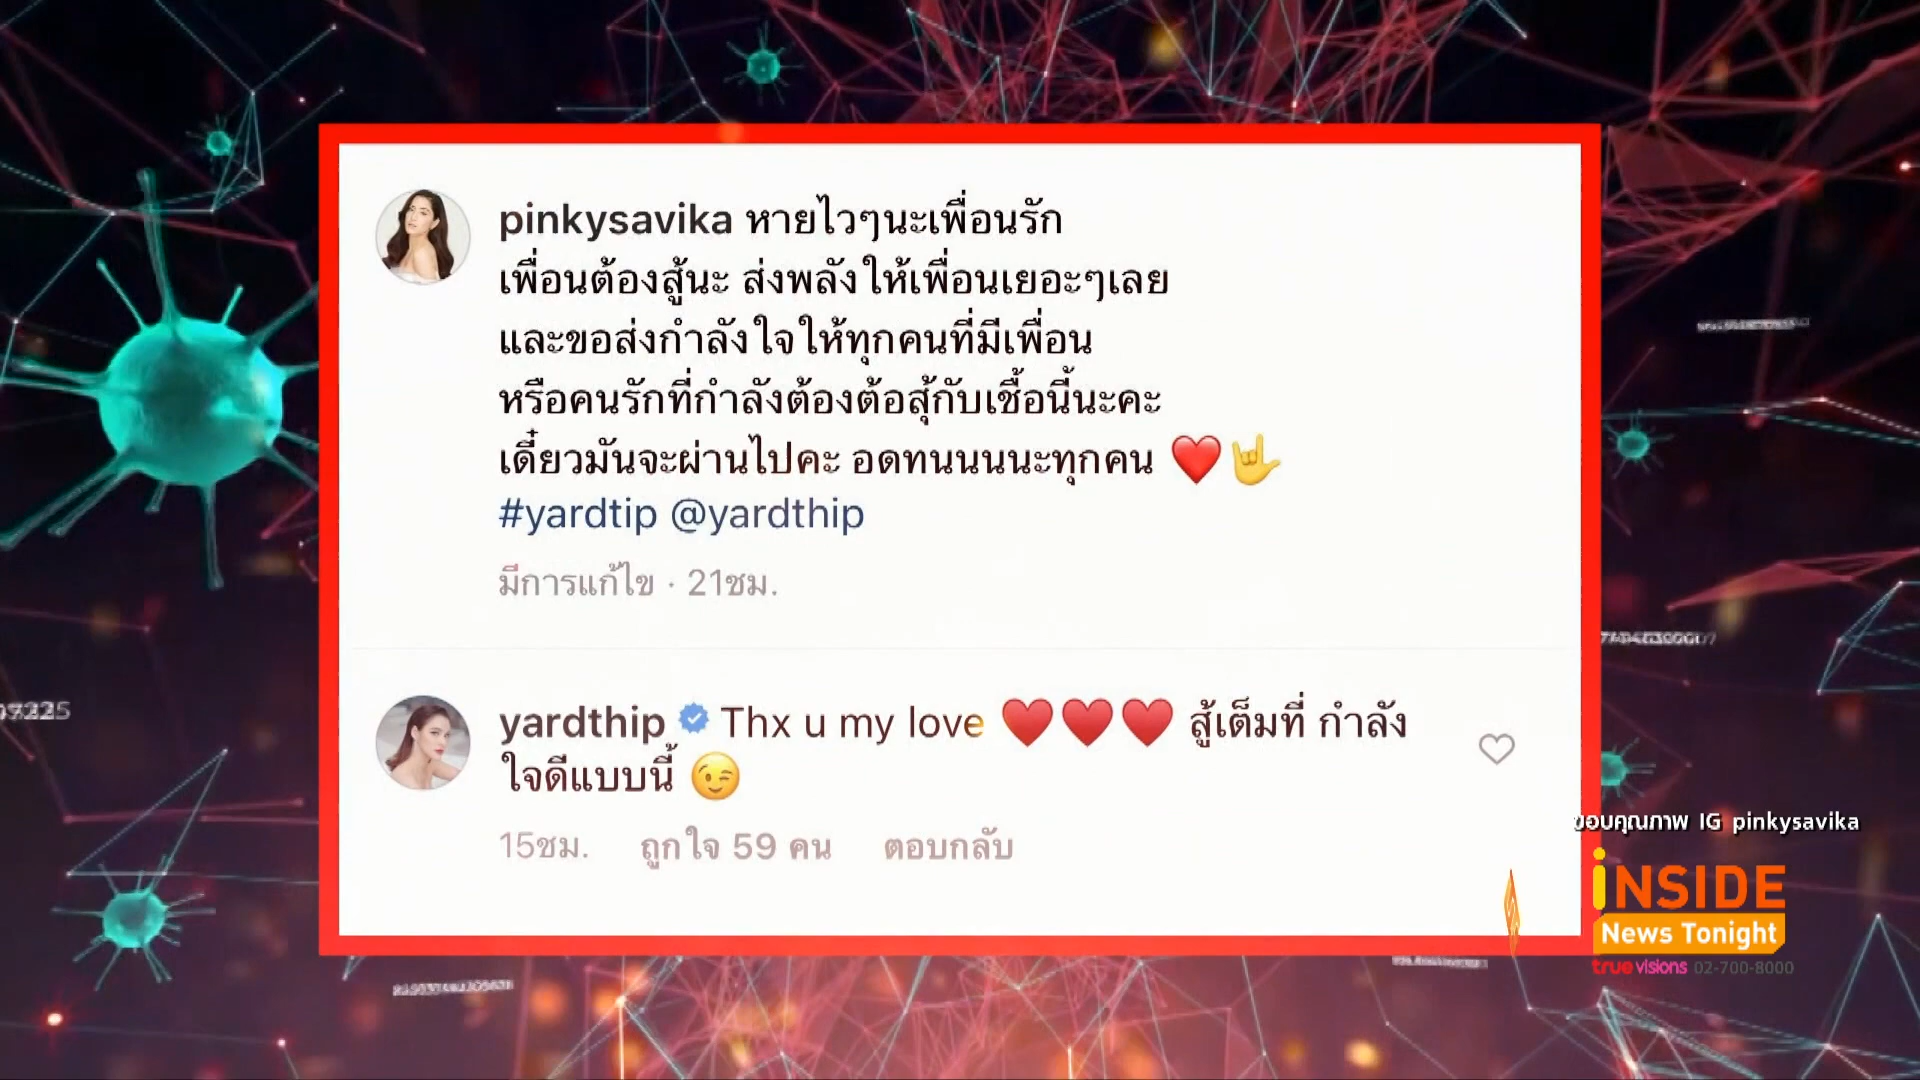 pinkysavika หายไวๆนะเพื่อนรัก
เพื่อนต้องสู้นะ ส่งพลังให้เพื่อนเยอะๆเลย
และขอส่งกำลังใจให้ทุกคนที่มีเพื่อน
หรือคนรักที่กำลังต้องต้อสุ้กับเชื้อนี้นะคะ
เดี๋ยวมันจะผ่านไปคะ อดทนนนนะทุกคน ❤️🤟
#yardtip @yardthip
มีการแก้ไข · 21ชม.
yardthip Thx u my love ❤️❤️❤️ สู้เต็มที่ กำลัง
ใจดีแบบนี้ 😉
15ชม. ถูกใจ 59 คน ตอบกลับ
ขอบคุณภาพ IG pinkysavika
iNSIDE
News Tonight
truevisions 02-700-8000